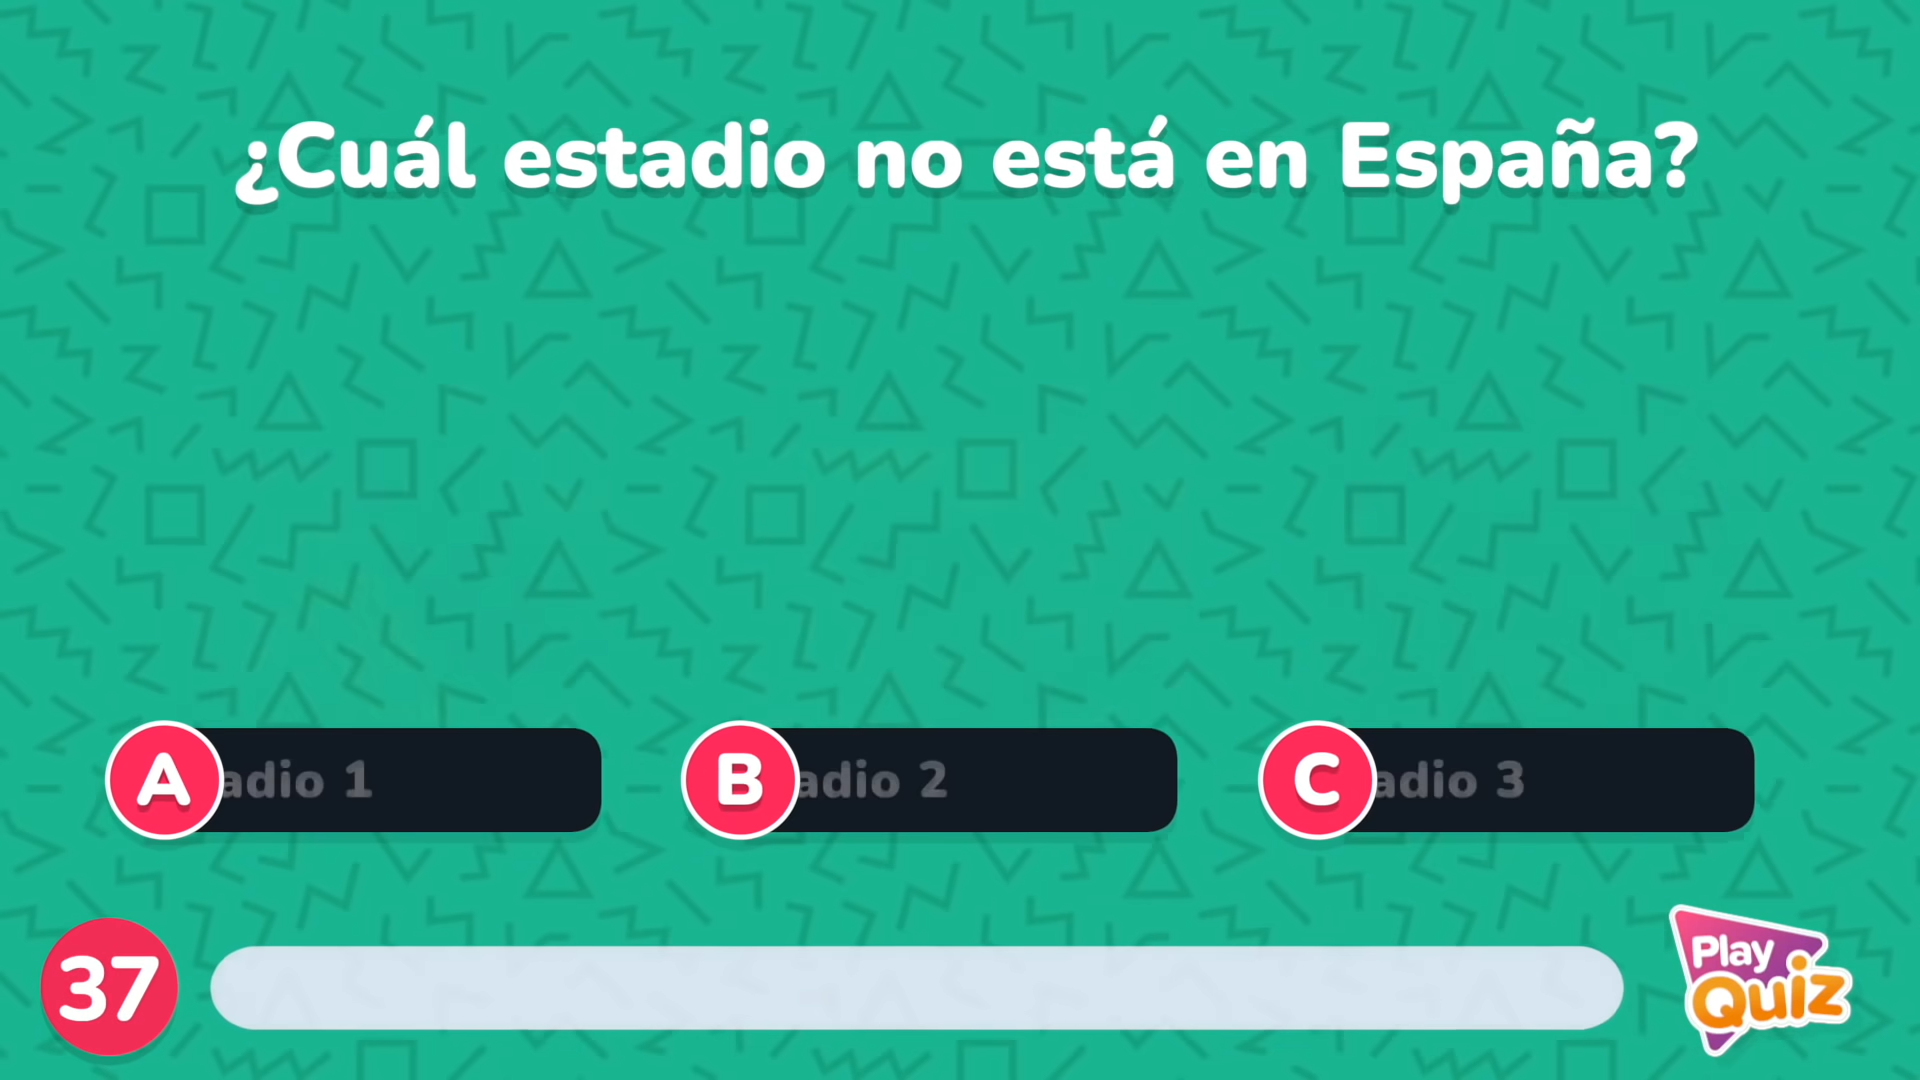 ¿Cuál estadio no está en España?
A adio 1
B adio 2
C adio 3
37
Play
Quiz